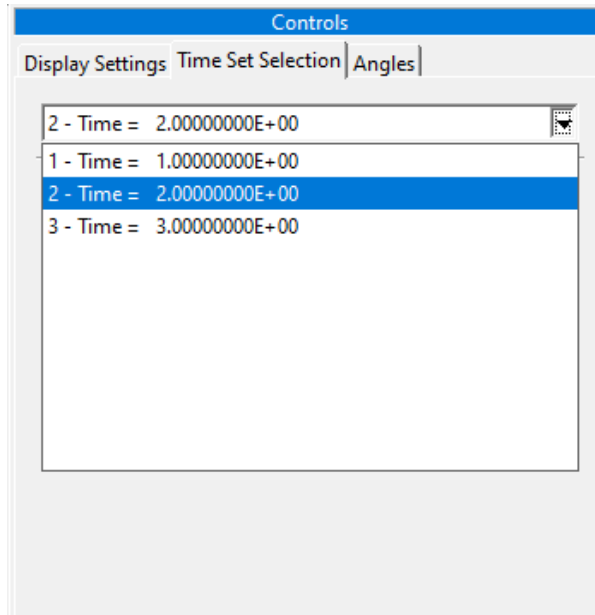 Controls
Display Settings Time Set Selection Angles
2 - Time =   2.00000000E+00
1 - Time =   1.00000000E+00
2 - Time =   2.00000000E+00
3 - Time =   3.00000000E+00